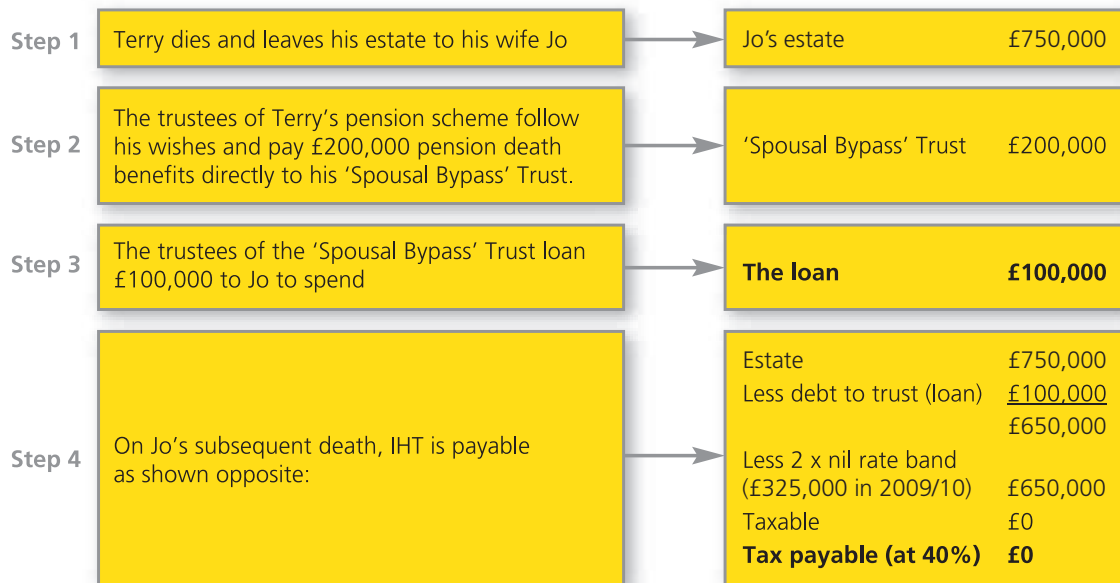 Step 1
Terry dies and leaves his estate to his wife Jo
Jo's estate £750,000
Step 2
The trustees of Terry's pension scheme follow
his wishes and pay £200,000 pension death
benefits directly to his 'Spousal Bypass' Trust.
'Spousal Bypass' Trust £200,000
Step 3
The trustees of the 'Spousal Bypass' Trust loan
£100,000 to Jo to spend
The loan £100,000
Step 4
On Jo's subsequent death, IHT is payable
as shown opposite:
Estate £750,000
Less debt to trust (loan) £100,000
£650,000
Less 2 x nil rate band
(£325,000 in 2009/10) £650,000
Taxable £0
Tax payable (at 40%) £0